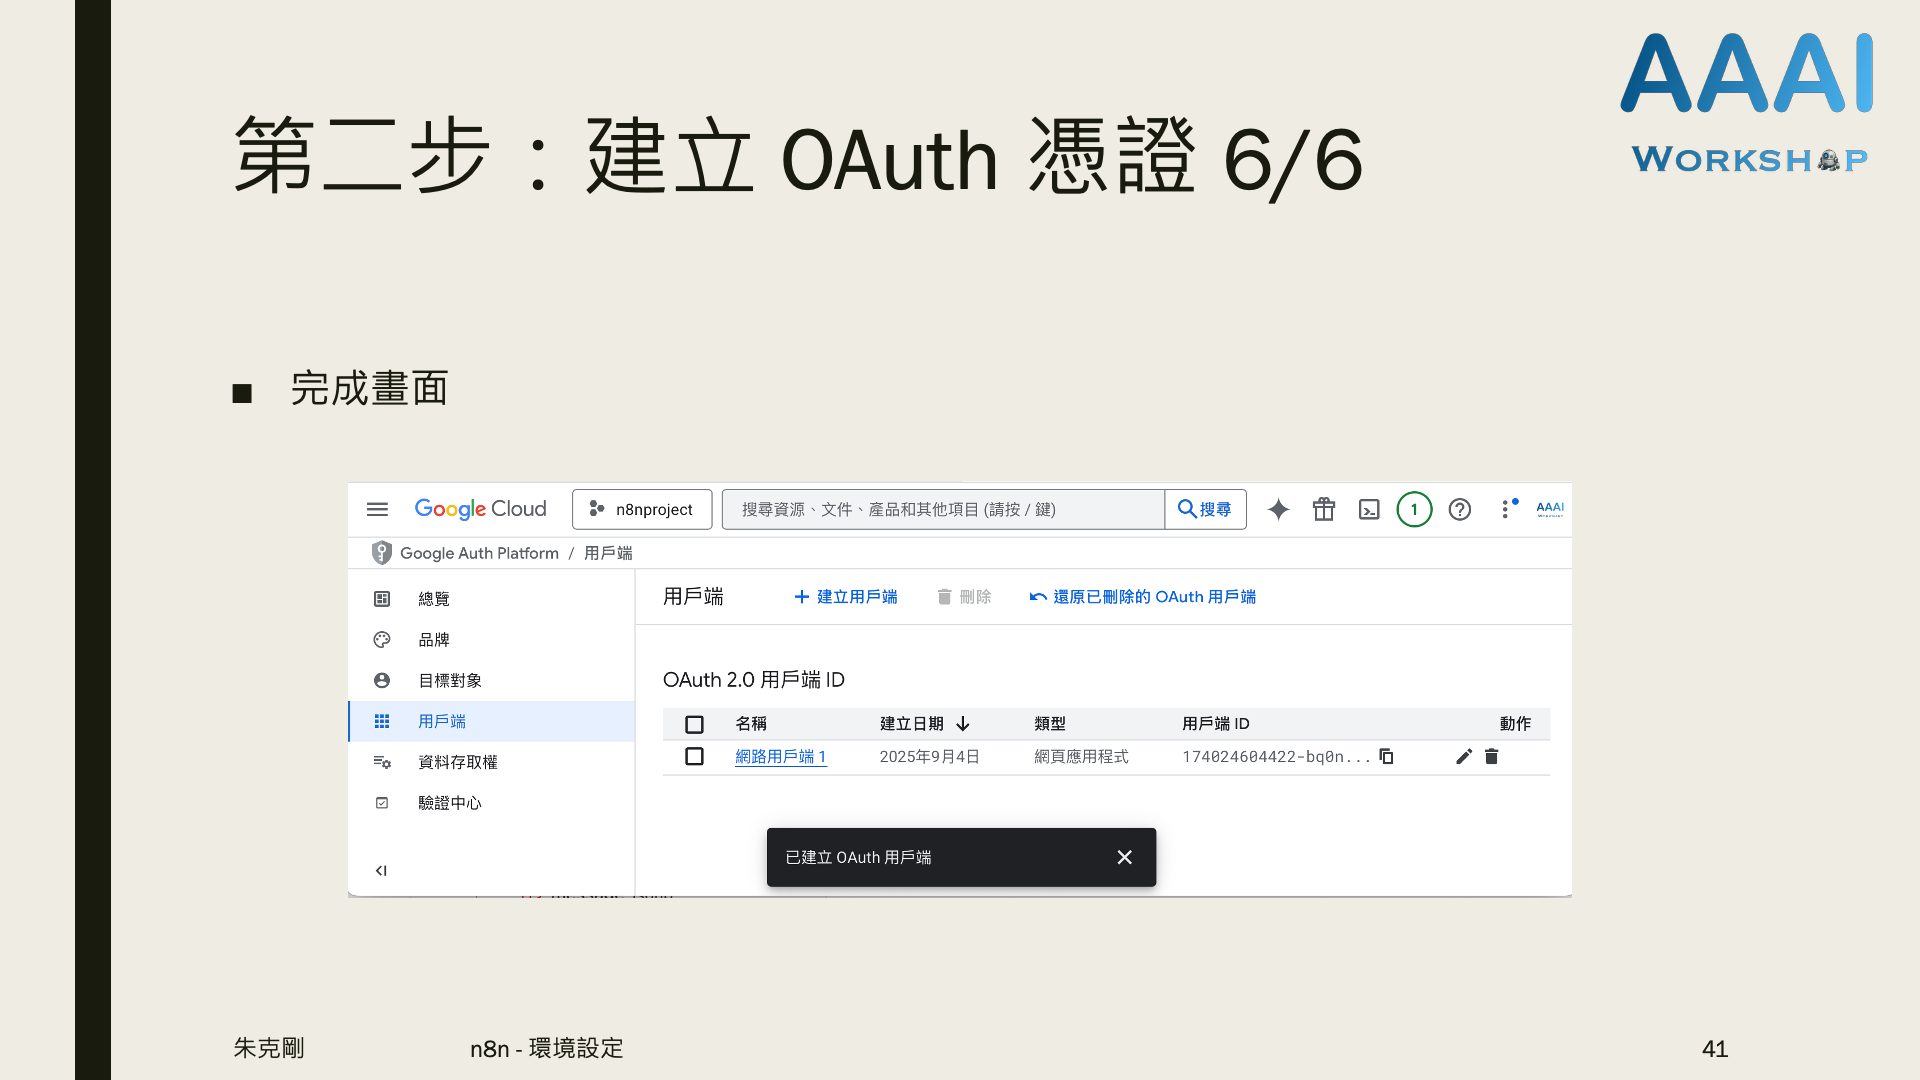 AAAI
WORKSHOP
第二步：建立 OAuth 憑證 6/6
■ 完成畫面
Google Cloud n8nproject 搜尋資源、文件、產品和其他項目 (請按 / 鍵) 搜尋 1 AAAI
Google Auth Platform / 用戶端
總覽
品牌
目標對象
用戶端
資料存取權
驗證中心
用戶端 + 建立用戶端 刪除 還原已刪除的 OAuth 用戶端
OAuth 2.0 用戶端 ID
名稱 建立日期 ↓ 類型 用戶端 ID 動作
網路用戶端 1 2025年9月4日 網頁應用程式 174024604422-bq0n...
已建立 OAuth 用戶端
朱克剛 n8n - 環境設定 41